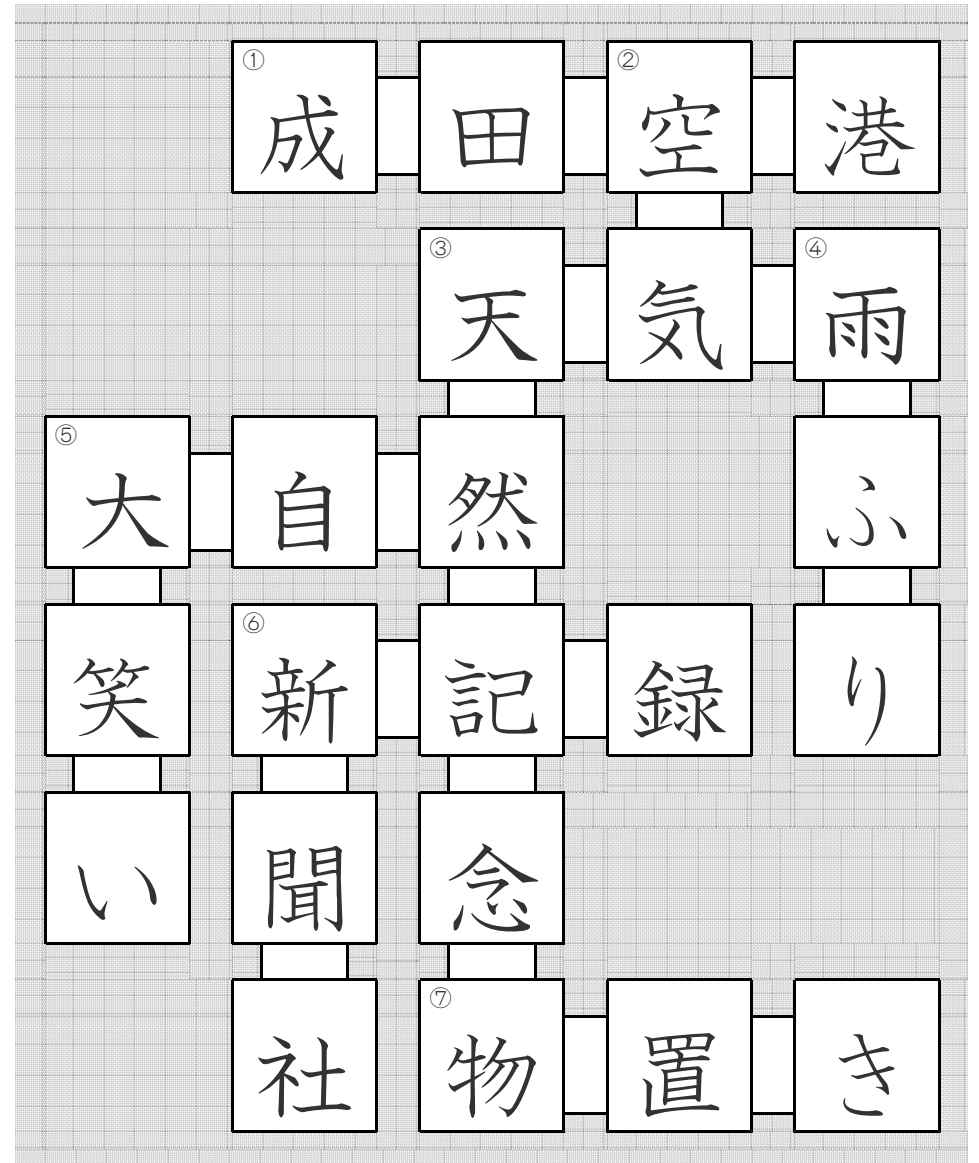 ①成田②空港
③天気④雨
⑤大自然ふ
笑⑥新記録り
い聞念
社⑦物置き